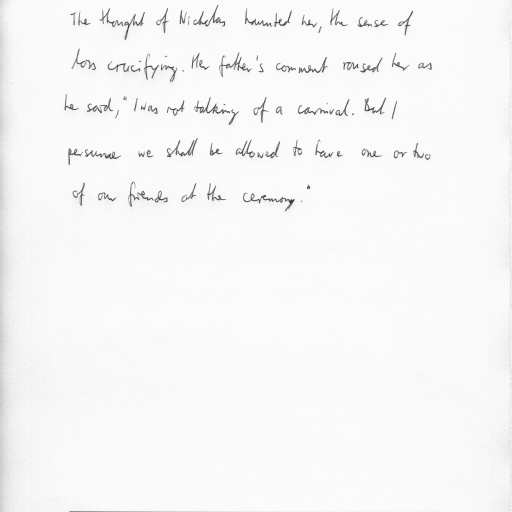 The thought of Nicholas haunted her, the sense of
loss crucifying. Her father's comment roused her as
he said, "I was not talking of a carnival. But I
persume we shall be allowed to have one or two
of our friends at the ceremony."